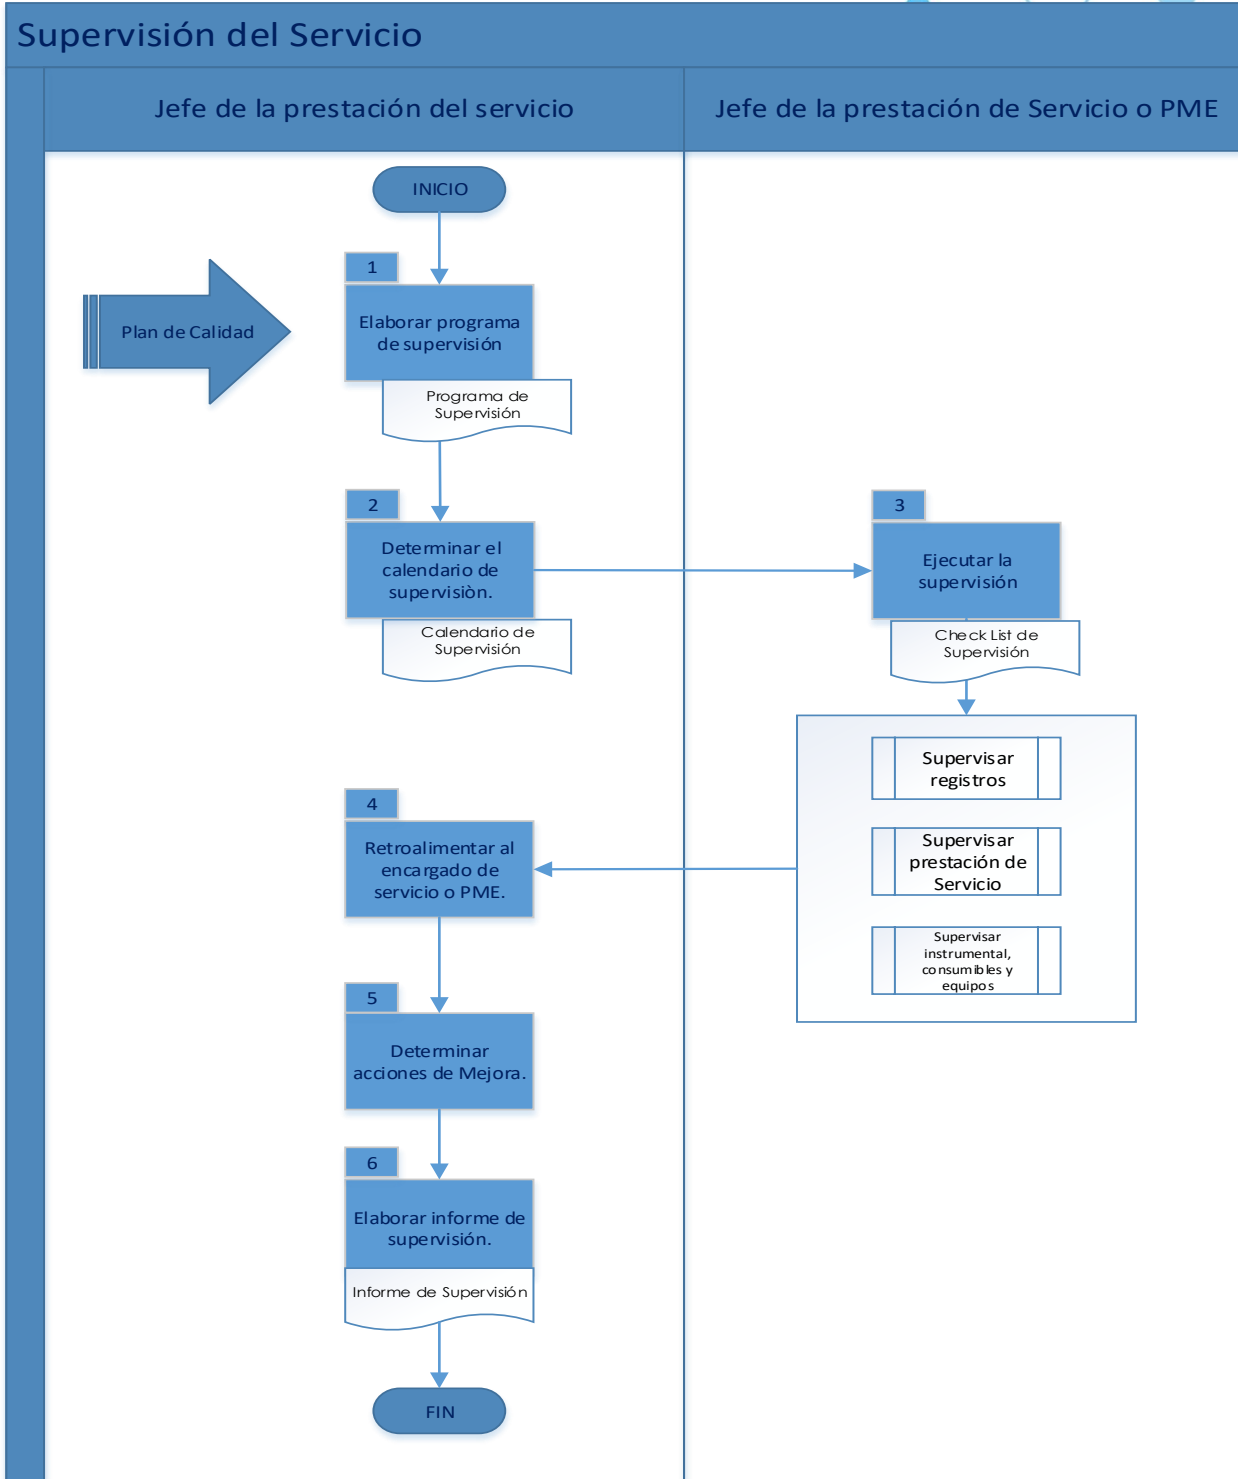 Supervisión del Servicio
Jefe de la prestación del servicio
Jefe de la prestación de Servicio o PME
INICIO
Plan de Calidad
1
Elaborar programa
de supervisión
Programa de
Supervisión
2
Determinar el
calendario de
supervisiòn.
Calendario de
Supervisión
3
Ejecutar la
supervisión
Check List de
Supervisión
Supervisar
registros
Supervisar
prestación de
Servicio
Supervisar
instrumental,
consumibles y
equipos
4
Retroalimentar al
encargado de
servicio o PME.
5
Determinar
acciones de Mejora.
6
Elaborar informe de
supervisión.
Informe de Supervisión
FIN